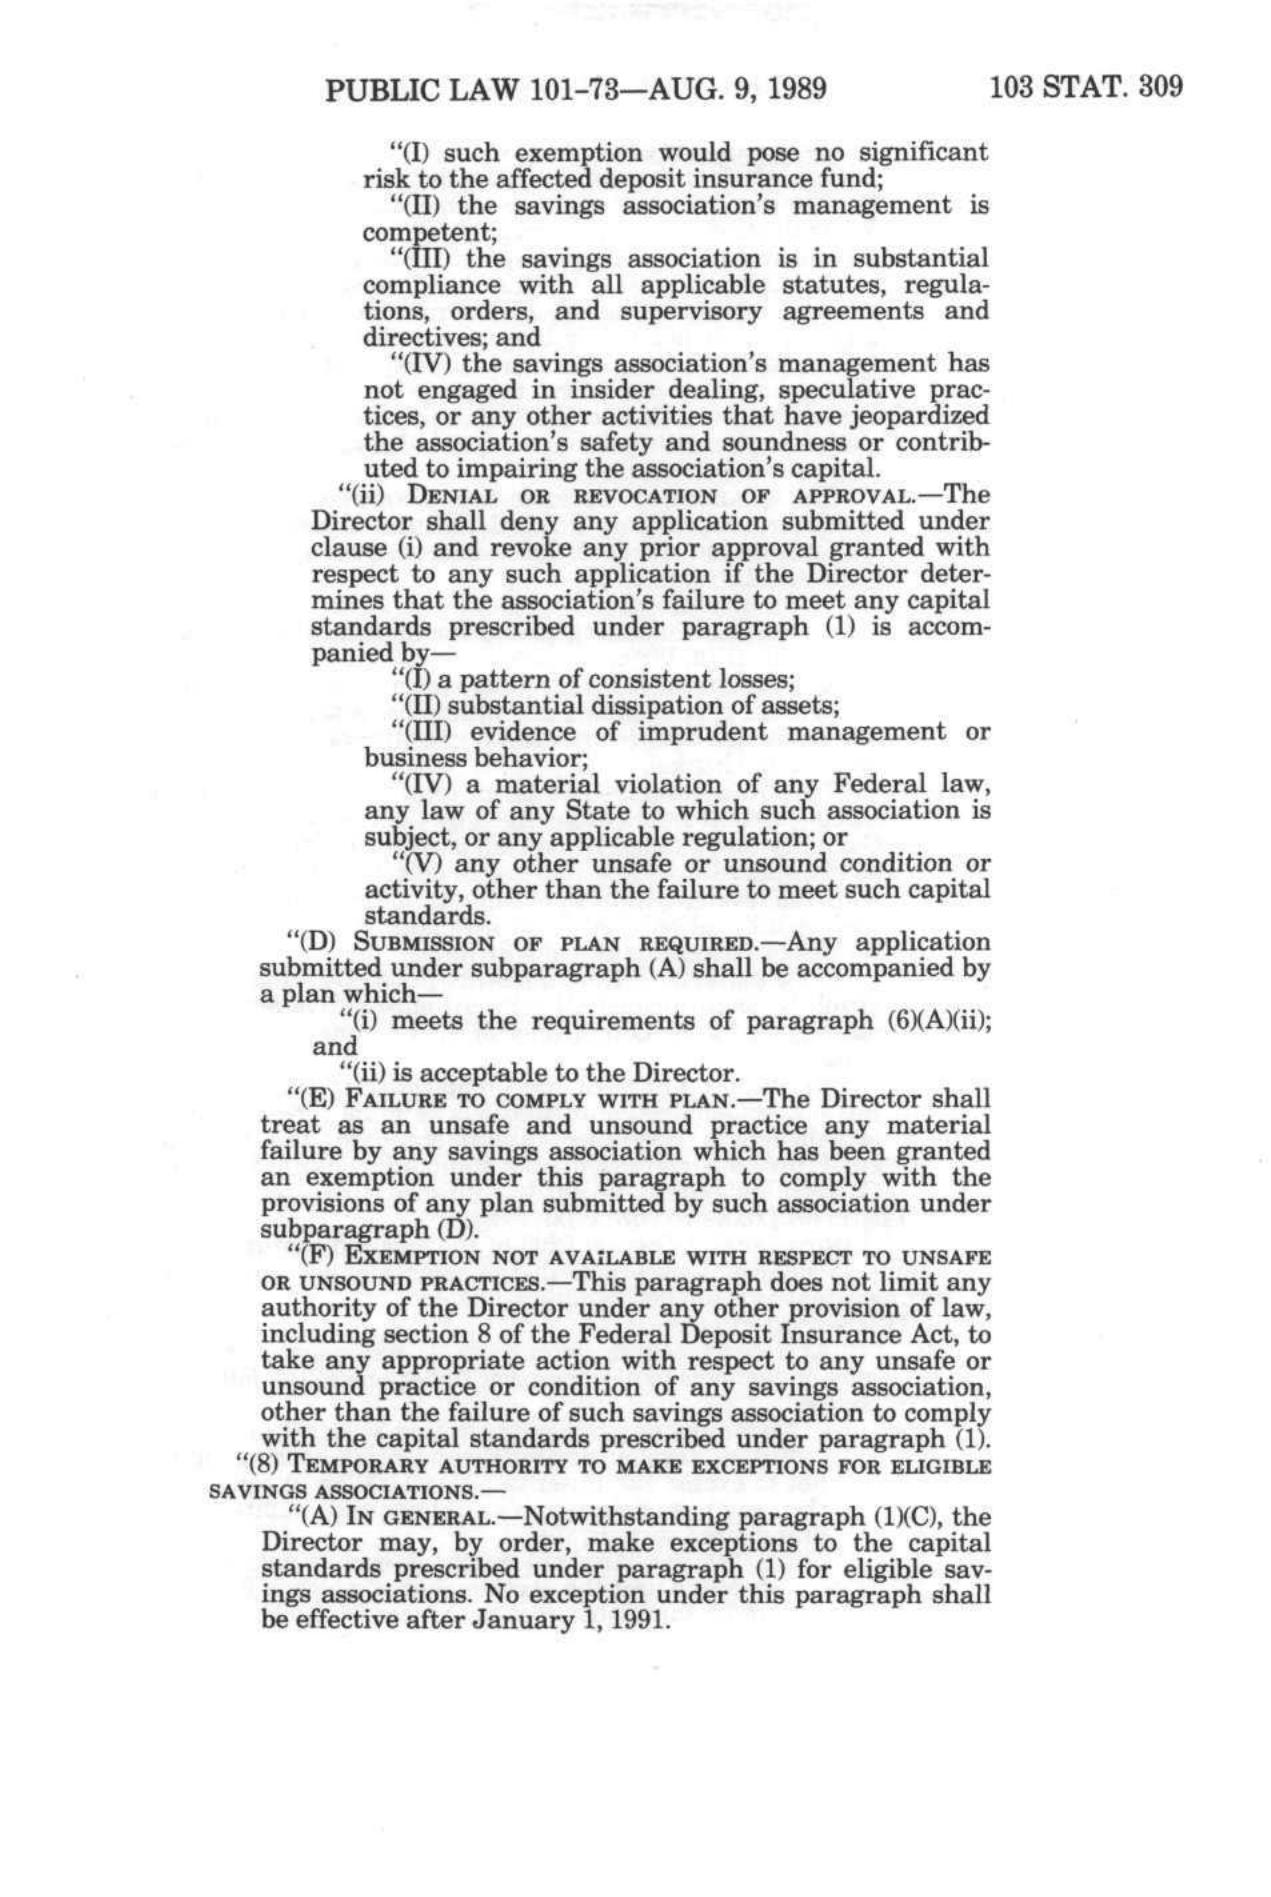 PUBLIC LAW 101-73—AUG. 9, 1989 103 STAT. 309
"(I) such exemption would pose no significant
risk to the affected deposit insurance fund;
"(II) the savings association's management is
competent;
"(III) the savings association is in substantial
compliance with all applicable statutes, regula-
tions, orders, and supervisory agreements and
directives; and
"(IV) the savings association's management has
not engaged in insider dealing, speculative prac-
tices, or any other activities that have jeopardized
the association's safety and soundness or contrib-
uted to impairing the association's capital.
"(ii) DENIAL OR REVOCATION OF APPROVAL.—The
Director shall deny any application submitted under
clause (i) and revoke any prior approval granted with
respect to any such application if the Director deter-
mines that the association's failure to meet any capital
standards prescribed under paragraph (1) is accom-
panied by—
"(I) a pattern of consistent losses;
"(II) substantial dissipation of assets;
"(III) evidence of imprudent management or
business behavior;
"(IV) a material violation of any Federal law,
any law of any State to which such association is
subject, or any applicable regulation; or
"(V) any other unsafe or unsound condition or
activity, other than the failure to meet such capital
standards.
"(D) SUBMISSION OF PLAN REQUIRED.—Any application
submitted under subparagraph (A) shall be accompanied by
a plan which—
"(i) meets the requirements of paragraph (6)(A)(ii);
and
"(ii) is acceptable to the Director.
"(E) FAILURE TO COMPLY WITH PLAN.—The Director shall
treat as an unsafe and unsound practice any material
failure by any savings association which has been granted
an exemption under this paragraph to comply with the
provisions of any plan submitted by such association under
subparagraph (D).
"(F) EXEMPTION NOT AVAiLABLE WITH RESPECT TO UNSAFE
OR UNSOUND PRACTICES.—This paragraph does not limit any
authority of the Director under any other provision of law,
including section 8 of the Federal Deposit Insurance Act, to
take any appropriate action with respect to any unsafe or
unsound practice or condition of any savings association,
other than the failure of such savings association to comply
with the capital standards prescribed under paragraph (1).
"(8) TEMPORARY AUTHORITY TO MAKE EXCEPTIONS FOR ELIGIBLE
SAVINGS ASSOCIATIONS.—
"(A) IN GENERAL.—Notwithstanding paragraph (1)(C), the
Director may, by order, make exceptions to the capital
standards prescribed under paragraph (1) for eligible sav-
ings associations. No exception under this paragraph shall
be effective after January 1, 1991.